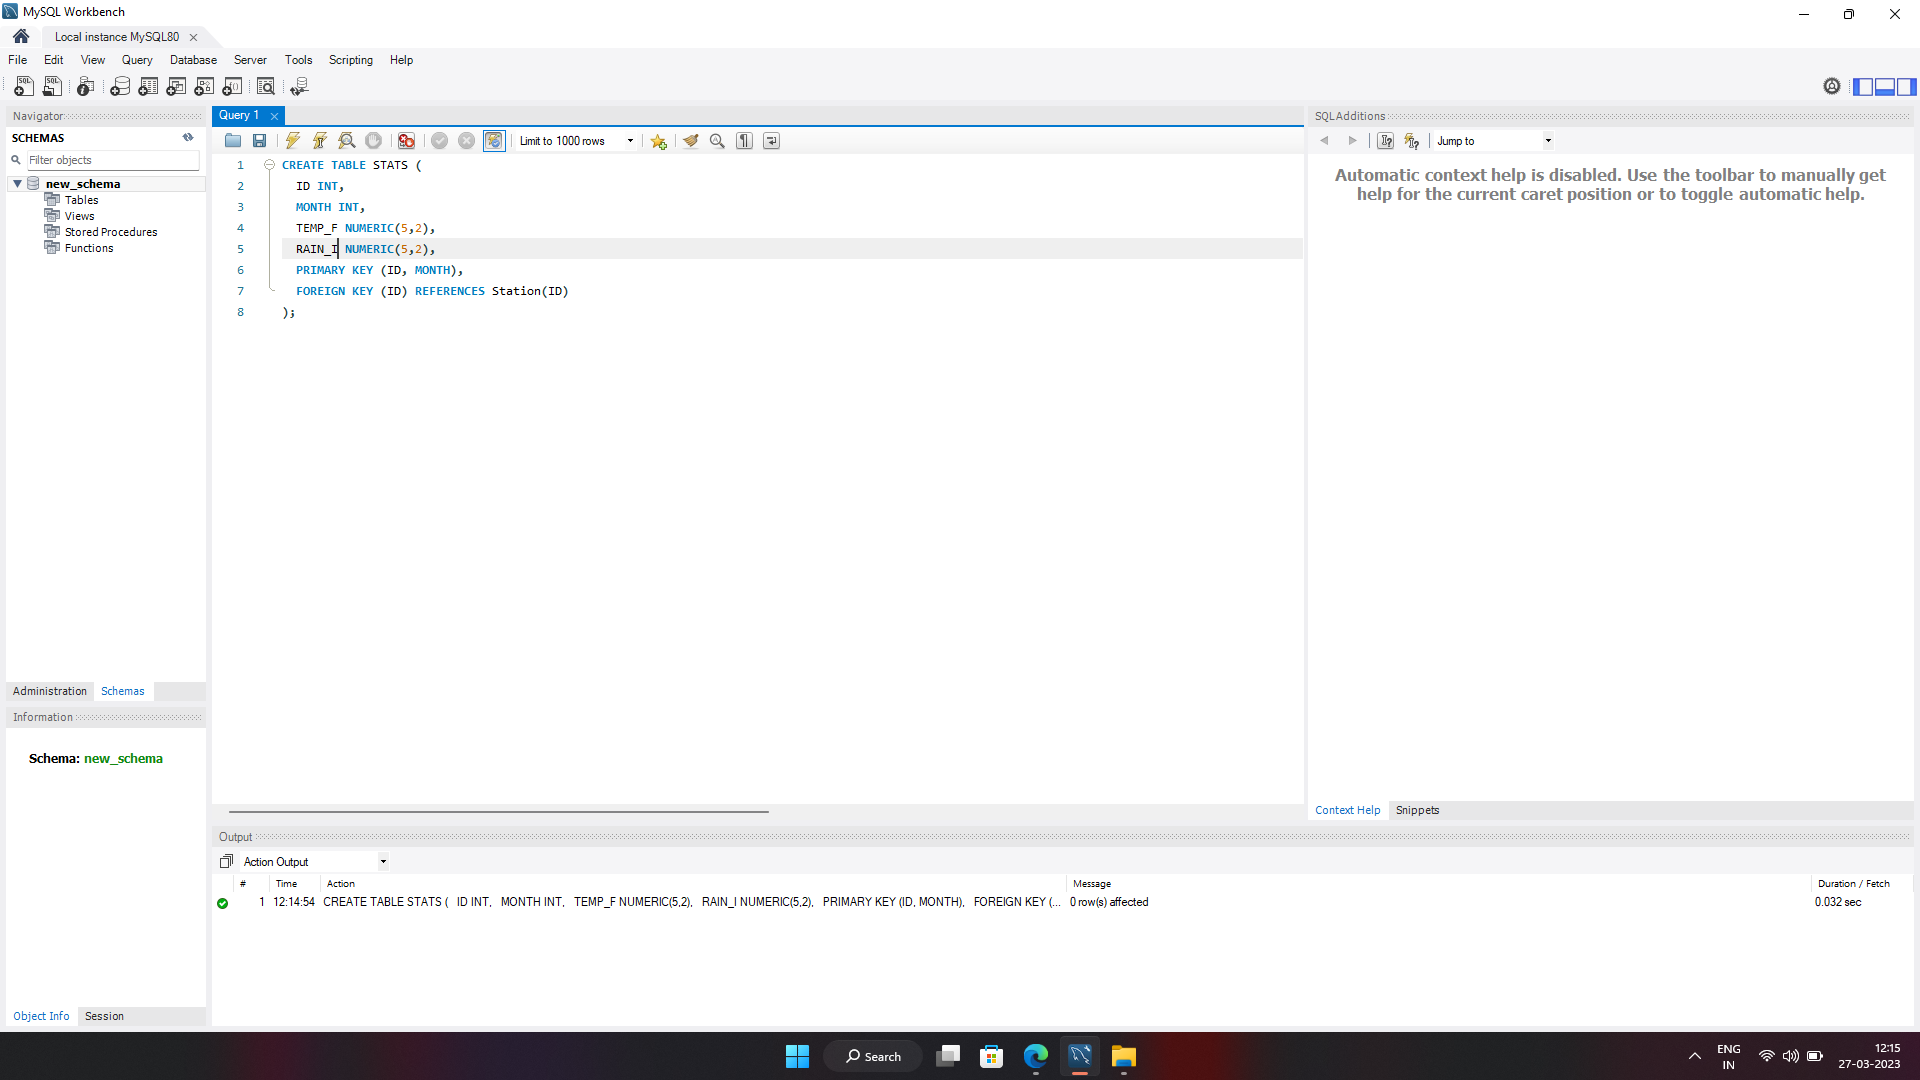 MySQL Workbench
Local instance MySQL80
File Edit View Query Database Server Tools Scripting Help
Navigator
SCHEMAS
Filter objects
new_schema
Tables
Views
Stored Procedures
Functions
Administration Schemas
Information
Schema: new_schema
Object Info Session
Query 1
Limit to 1000 rows
1 CREATE TABLE STATS (
2 ID INT,
3 MONTH INT,
4 TEMP_F NUMERIC(5,2),
5 RAIN_I NUMERIC(5,2),
6 PRIMARY KEY (ID, MONTH),
7 FOREIGN KEY (ID) REFERENCES Station(ID)
8 );
SQLAdditions
Jump to
Automatic context help is disabled. Use the toolbar to manually get
help for the current caret position or to toggle automatic help.
Context Help Snippets
Output
Action Output
# Time Action Message Duration / Fetch
1 12:14:54 CREATE TABLE STATS ( ID INT, MONTH INT, TEMP_F NUMERIC(5,2), RAIN_I NUMERIC(5,2), PRIMARY KEY (ID, MONTH), FOREIGN KEY (... 0 row(s) affected 0.032 sec
Search
ENG
IN
12:15
27-03-2023